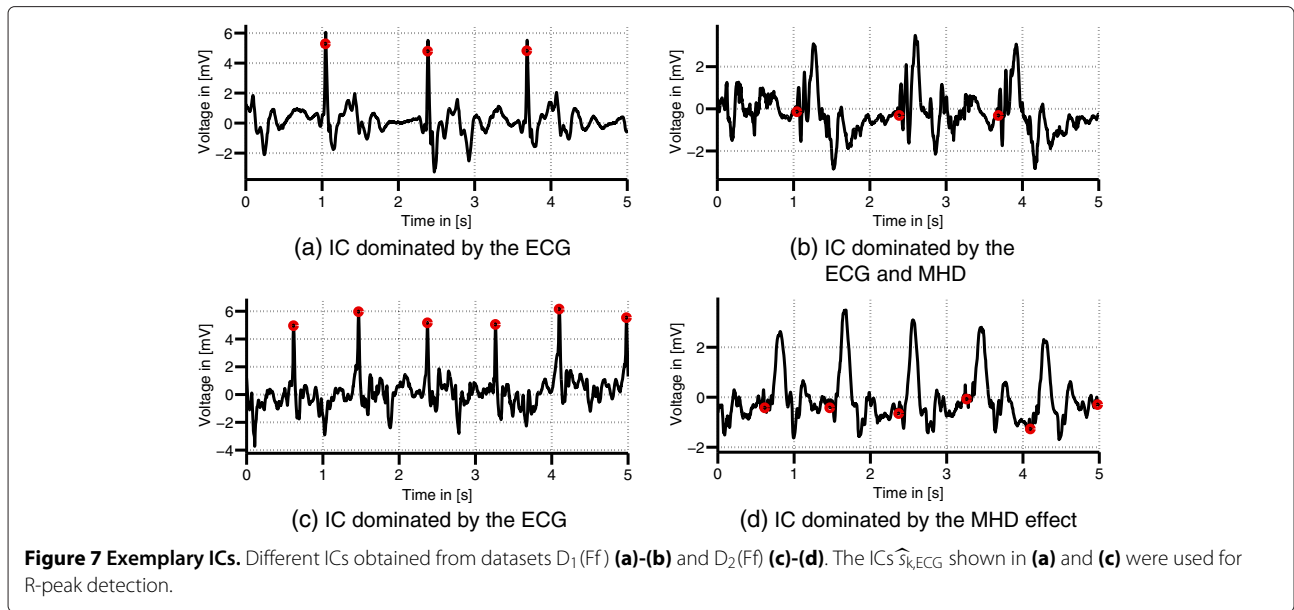 Voltage in [mV]
6
4
2
0
−2
0 1 2 3 4 5
Time in [s]
(a) IC dominated by the ECG
Voltage in [mV]
2
0
−2
0 1 2 3 4 5
Time in [s]
(b) IC dominated by the
ECG and MHD
Voltage in [mV]
6
4
2
0
−2
−4
0 1 2 3 4 5
Time in [s]
(c) IC dominated by the ECG
Voltage in [mV]
2
0
−2
0 1 2 3 4 5
Time in [s]
(d) IC dominated by the MHD effect
Figure 7 Exemplary ICs. Different ICs obtained from datasets D₁(Ff) (a)-(b) and D₂(Ff) (c)-(d). The ICs ŝk,ECG shown in (a) and (c) were used for
R-peak detection.